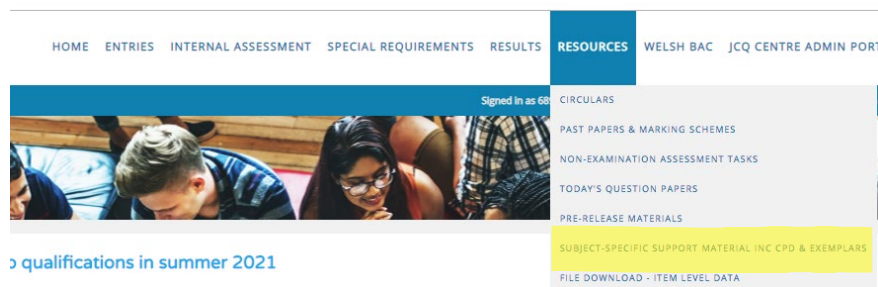 HOME ENTRIES INTERNAL ASSESSMENT SPECIAL REQUIREMENTS RESULTS RESOURCES WELSH BAC JCQ CENTRE ADMIN POR
Signed in as 68
CIRCULARS
PAST PAPERS & MARKING SCHEMES
NON-EXAMINATION ASSESSMENT TASKS
TODAY'S QUESTION PAPERS
PRE-RELEASE MATERIALS
SUBJECT-SPECIFIC SUPPORT MATERIAL INC CPD & EXEMPLARS
o qualifications in summer 2021
FILE DOWNLOAD - ITEM LEVEL DATA